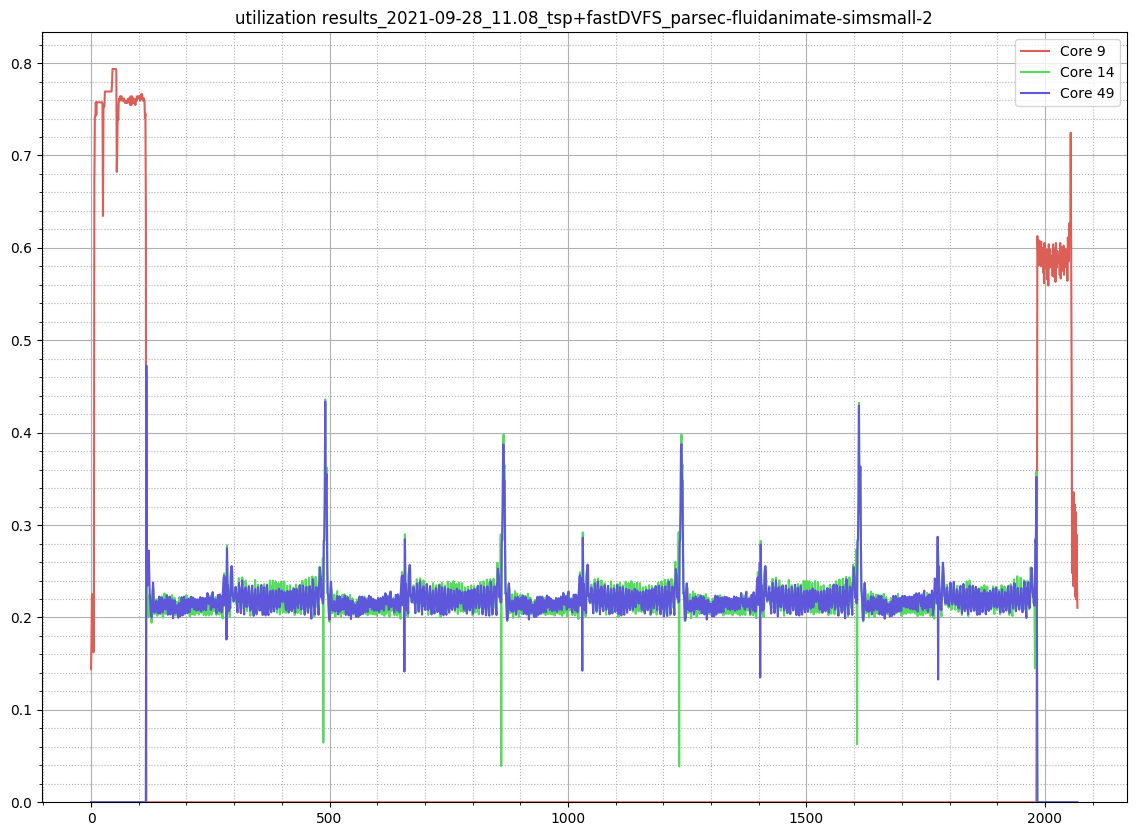 utilization results_2021-09-28_11.08_tsp+fastDVFS_parsec-fluidanimate-simsmall-2
Core 9
Core 14
Core 49
0.8
0.7
0.6
0.5
0.4
0.3
0.2
0.1
0.0
0 500 1000 1500 2000